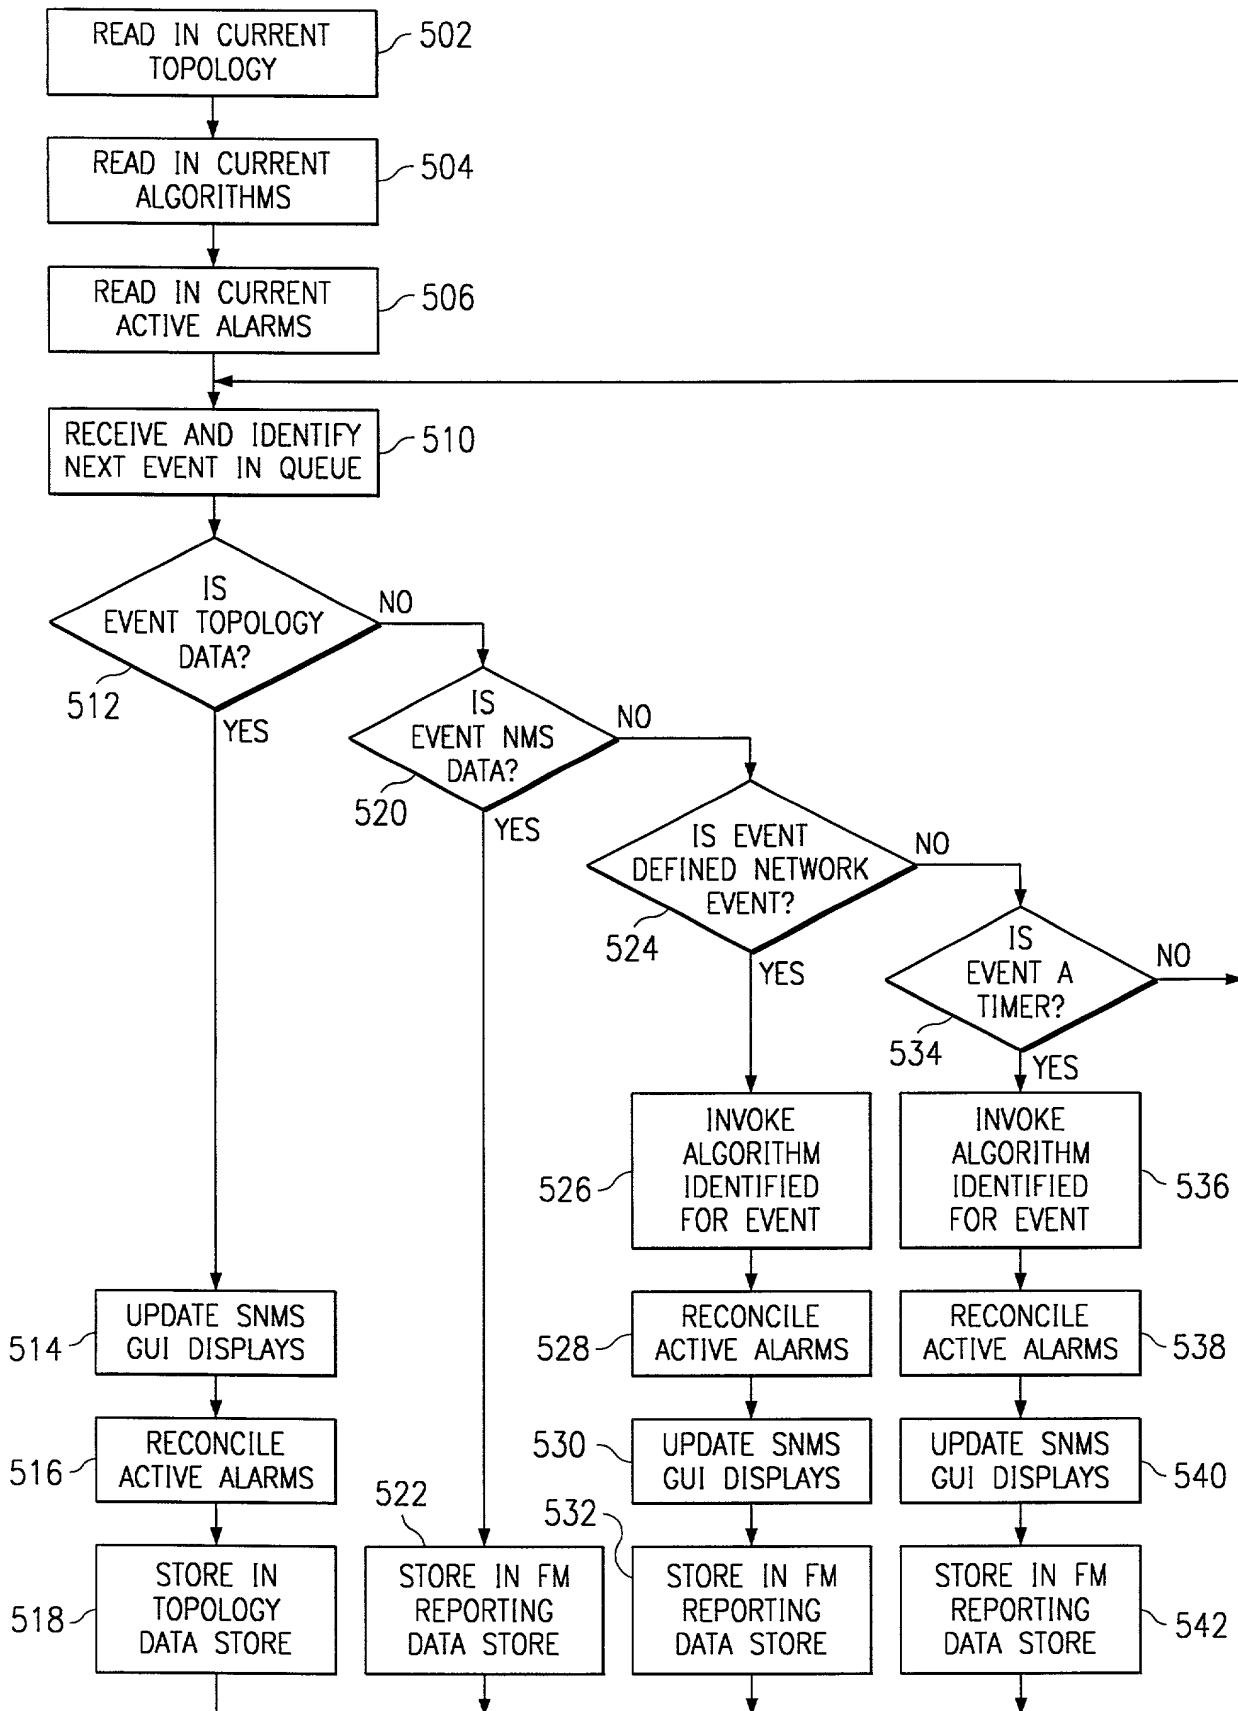 READ IN CURRENT
TOPOLOGY
502
READ IN CURRENT
ALGORITHMS
504
READ IN CURRENT
ACTIVE ALARMS
506
RECEIVE AND IDENTIFY
NEXT EVENT IN QUEUE
510
IS
EVENT TOPOLOGY
DATA?
512
NO
YES
IS
EVENT NMS
DATA?
520
NO
YES
IS EVENT
DEFINED NETWORK
EVENT?
524
NO
YES
IS
EVENT A
TIMER?
534
NO
YES
INVOKE
ALGORITHM
IDENTIFIED
FOR EVENT
526
INVOKE
ALGORITHM
IDENTIFIED
FOR EVENT
536
UPDATE SNMS
GUI DISPLAYS
514
RECONCILE
ACTIVE ALARMS
528
RECONCILE
ACTIVE ALARMS
538
RECONCILE
ACTIVE ALARMS
516
UPDATE SNMS
GUI DISPLAYS
530
UPDATE SNMS
GUI DISPLAYS
540
STORE IN
TOPOLOGY
DATA STORE
518
STORE IN FM
REPORTING
DATA STORE
522
STORE IN FM
REPORTING
DATA STORE
532
STORE IN FM
REPORTING
DATA STORE
542